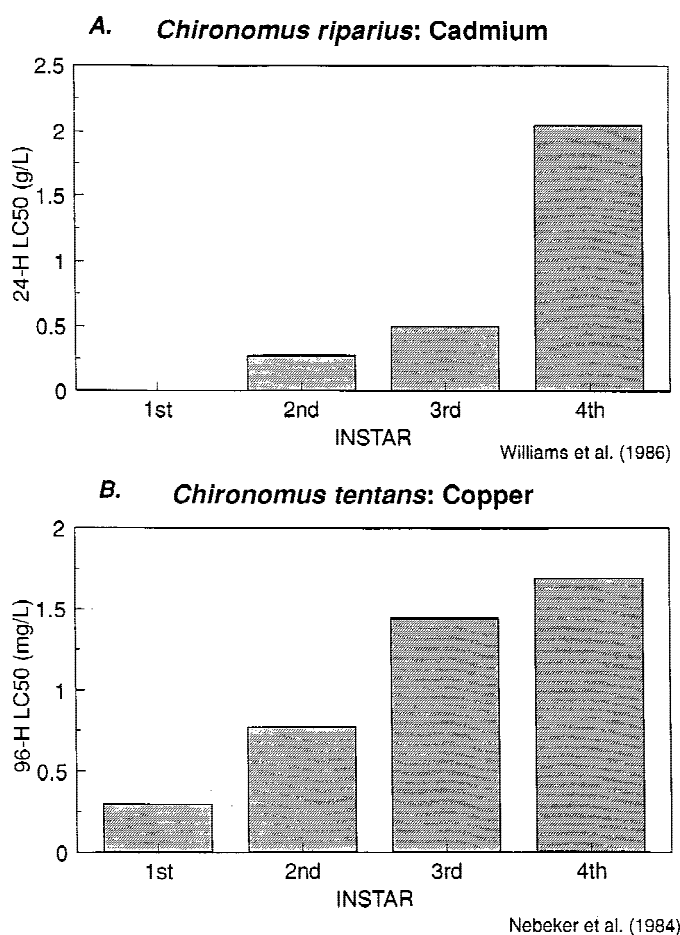 A. Chironomus riparius: Cadmium
24-H LC50 (g/L)
2.5
2
1.5
1
0.5
0
1st 2nd 3rd 4th
INSTAR
Williams et al. (1986)
B. Chironomus tentans: Copper
96-H LC50 (mg/L)
2
1.5
1
0.5
0
1st 2nd 3rd 4th
INSTAR
Nebeker et al. (1984)